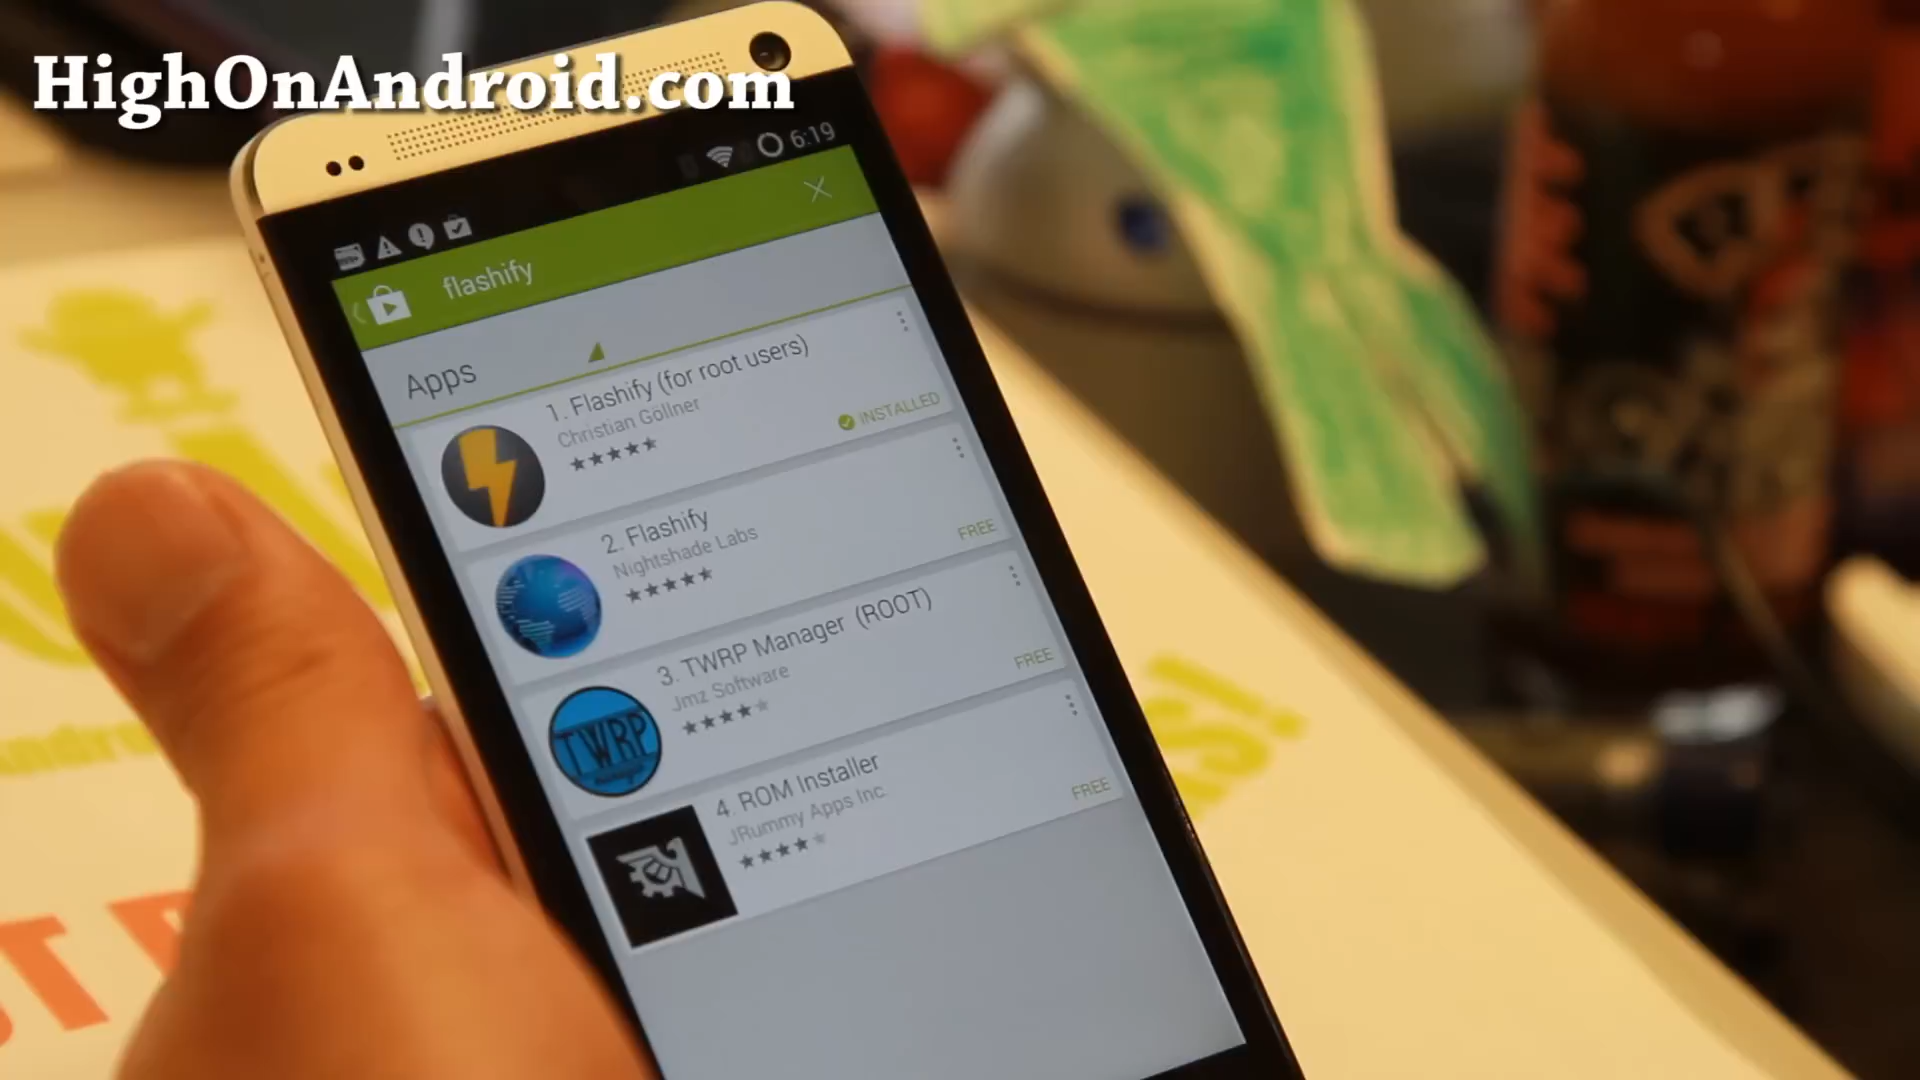 HighOnAndroid.com
6:19
flashify
Apps
1. Flashify (for root users)
Christian Göllner
INSTALLED
2. Flashify
Nightshade Labs
FREE
3. TWRP Manager (ROOT)
Jmz Software
FREE
TWRP
4. ROM Installer
JRummy Apps Inc.
FREE